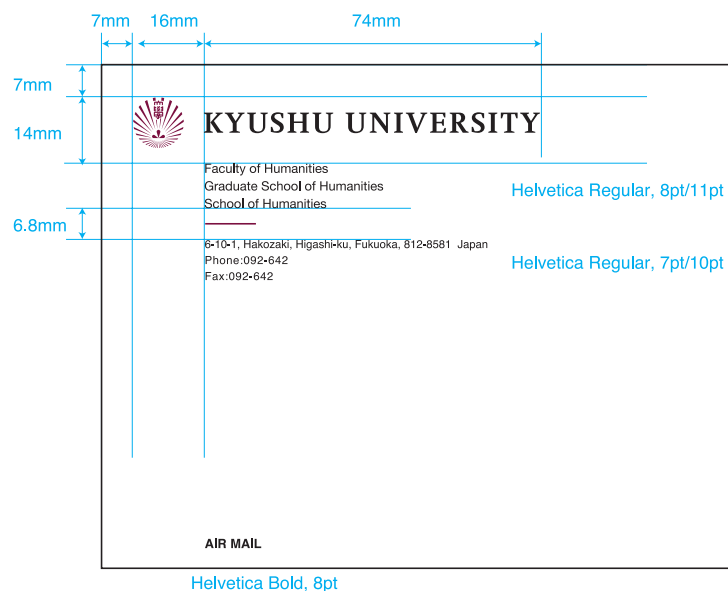 7mm
16mm
74mm
7mm
14mm
KYUSHU UNIVERSITY
Faculty of Humanities
Graduate School of Humanities
School of Humanities
Helvetica Regular, 8pt/11pt
6.8mm
6-10-1, Hakozaki, Higashi-ku, Fukuoka, 812-8581 Japan
Phone:092-642
Fax:092-642
Helvetica Regular, 7pt/10pt
AIR MAIL
Helvetica Bold, 8pt